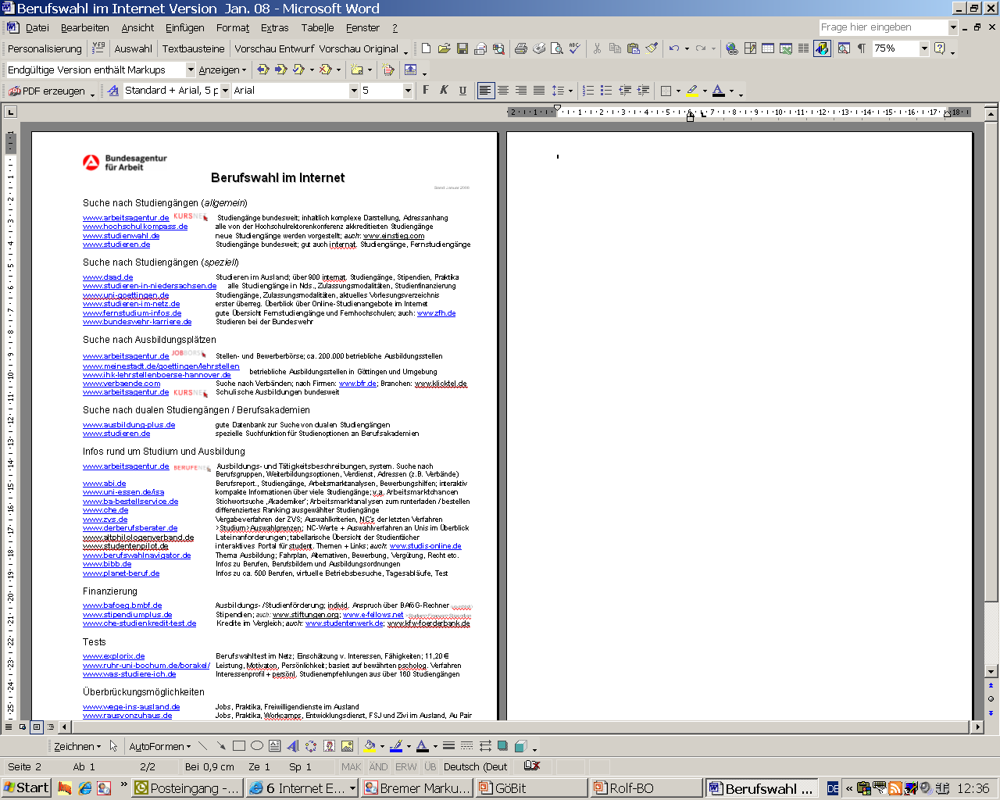 Berufswahl im Internet Version Jan. 08 - Microsoft Word
Datei Bearbeiten Ansicht Einfügen Format Extras Tabelle Fenster ?
Frage hier eingeben
Personalisierung Auswahl Textbausteine Vorschau Entwurf Vorschau Original 75%
Endgültige Version enthält Markups Anzeigen
PDF erzeugen Standard + Arial, 5 p Arial 5 F K U
Bundesagentur
für Arbeit
Berufswahl im Internet
Stand: Januar 2008
Suche nach Studiengängen (allgemein)
www.arbeitsagentur.de KURSNET Studiengänge bundesweit; inhaltlich komplexe Darstellung, Adressanhang
www.hochschulkompass.de alle von der Hochschulrektorenkonferenz akkreditierten Studiengänge
www.studienwahl.de neue Studiengänge werden vorgestellt; auch: www.einstieg.com
www.studieren.de Studiengänge bundesweit; gut auch internat. Studiengänge, Fernstudiengänge
Suche nach Studiengängen (speziell)
www.daad.de Studieren im Ausland; über 900 internat. Studiengänge, Stipendien, Praktika
www.studieren-in-niedersachsen.de alle Studiengänge in Nds., Zulassungsmodalitäten, Studienfinanzierung
www.uni-goettingen.de Studiengänge, Zulassungsmodalitäten, aktuelles Vorlesungsverzeichnis
www.studieren-im-netz.de erster überreg. Überblick über Online-Studienangebote im Internet
www.fernstudium-infos.de gute Übersicht Fernstudiengänge und Fernhochschulen; auch: www.zfh.de
www.bundeswehr-karriere.de Studieren bei der Bundeswehr
Suche nach Ausbildungsplätzen
www.arbeitsagentur.de JOBBÖRSE Stellen- und Bewerberbörse; ca. 200.000 betriebliche Ausbildungsstellen
www.meinestadt.de/goettingen/lehrstellen
www.ihk-lehrstellenboerse-hannover.de betriebliche Ausbildungsstellen in Göttingen und Umgebung
www.verbaende.com Suche nach Verbänden; nach Firmen: www.bfr.de; Branchen: www.klicktel.de
www.arbeitsagentur.de KURSNET Schulische Ausbildungen bundesweit
Suche nach dualen Studiengängen / Berufsakademien
www.ausbildung-plus.de gute Datenbank zur Suche von dualen Studiengängen
www.studieren.de spezielle Suchfunktion für Studienoptionen an Berufsakademien
Infos rund um Studium und Ausbildung
www.arbeitsagentur.de BERUFENET Ausbildungs- und Tätigkeitsbeschreibungen, system. Suche nach
Berufsgruppen, Weiterbildungsoptionen, Verdienst, Adressen (z.B. Verbände)
www.abi.de Berufsreport., Studiengänge, Arbeitsmarktanalysen, Bewerbungshilfen; interaktiv
www.uni-essen.de/isa kompakte Informationen über viele Studiengänge; v.a. Arbeitsmarktchancen
www.ba-bestellservice.de Stichwortsuche ‚Akademiker'; Arbeitsmarktanalysen zum runterladen / bestellen
www.che.de differenziertes Ranking ausgewählter Studiengänge
www.zvs.de Vergabeverfahren der ZVS; Auswahlkriterien, NC's der letzten Verfahren
www.derberufsberater.de >Studium>Auswahlgrenzen; NC-Werte + Auswahlverfahren an Unis im Überblick
www.altphilologenverband.de Lateinanforderungen; tabellarische Übersicht der Studienfächer
www.studentenpilot.de interaktives Portal für student. Themen + Links; auch: www.studis-online.de
www.berufswahlnavigator.de Thema Ausbildung; Fahrplan, Alternativen, Bewerbung, Vergütung, Recht etc.
www.bibb.de Infos zu Berufen, Berufsbildern und Ausbildungsordnungen
www.planet-beruf.de Infos zu ca. 500 Berufen, virtuelle Betriebsbesuche, Tagesabläufe, Test
Finanzierung
www.bafoeg.bmbf.de Ausbildungs- /Studienförderung; individ. Anspruch über BAföG-Rechner
www.stipendiumplus.de Stipendien; auch: www.stiftungen.org; www.e-fellows.net
www.che-studienkredit-test.de Kredite im Vergleich; auch: www.studentenwerk.de; www.kfw-foerderbank.de
Tests
www.explorix.de Berufswahltest im Netz; Einschätzung v. Interessen, Fähigkeiten; 11,20 €
www.ruhr-uni-bochum.de/borakel/ Leistung, Motivaton, Persönlichkeit; basiert auf bewährten pscholog. Verfahren
www.was-studiere-ich.de Interessenprofil + persönl. Studienempfehlungen aus über 160 Studiengängen
Überbrückungsmöglichkeiten
www.wege-ins-ausland.de Jobs, Praktika, Freiwilligendienste im Ausland
www.rausvonzuhaus.de Jobs, Praktika, Workcamps, Entwicklungsdienst, FSJ und Zivi im Ausland, Au Pair
Zeichnen AutoFormen
Seite 2 Ab 1 2/2 Bei 0,9 cm Ze 1 Sp 1 MAK ÄND ERW ÜB Deutsch (Deut
Start » Posteingang -... 6 Internet E... Bremer Marku... GöBit Rolf-BO Berufswahl ... DE « 12:36